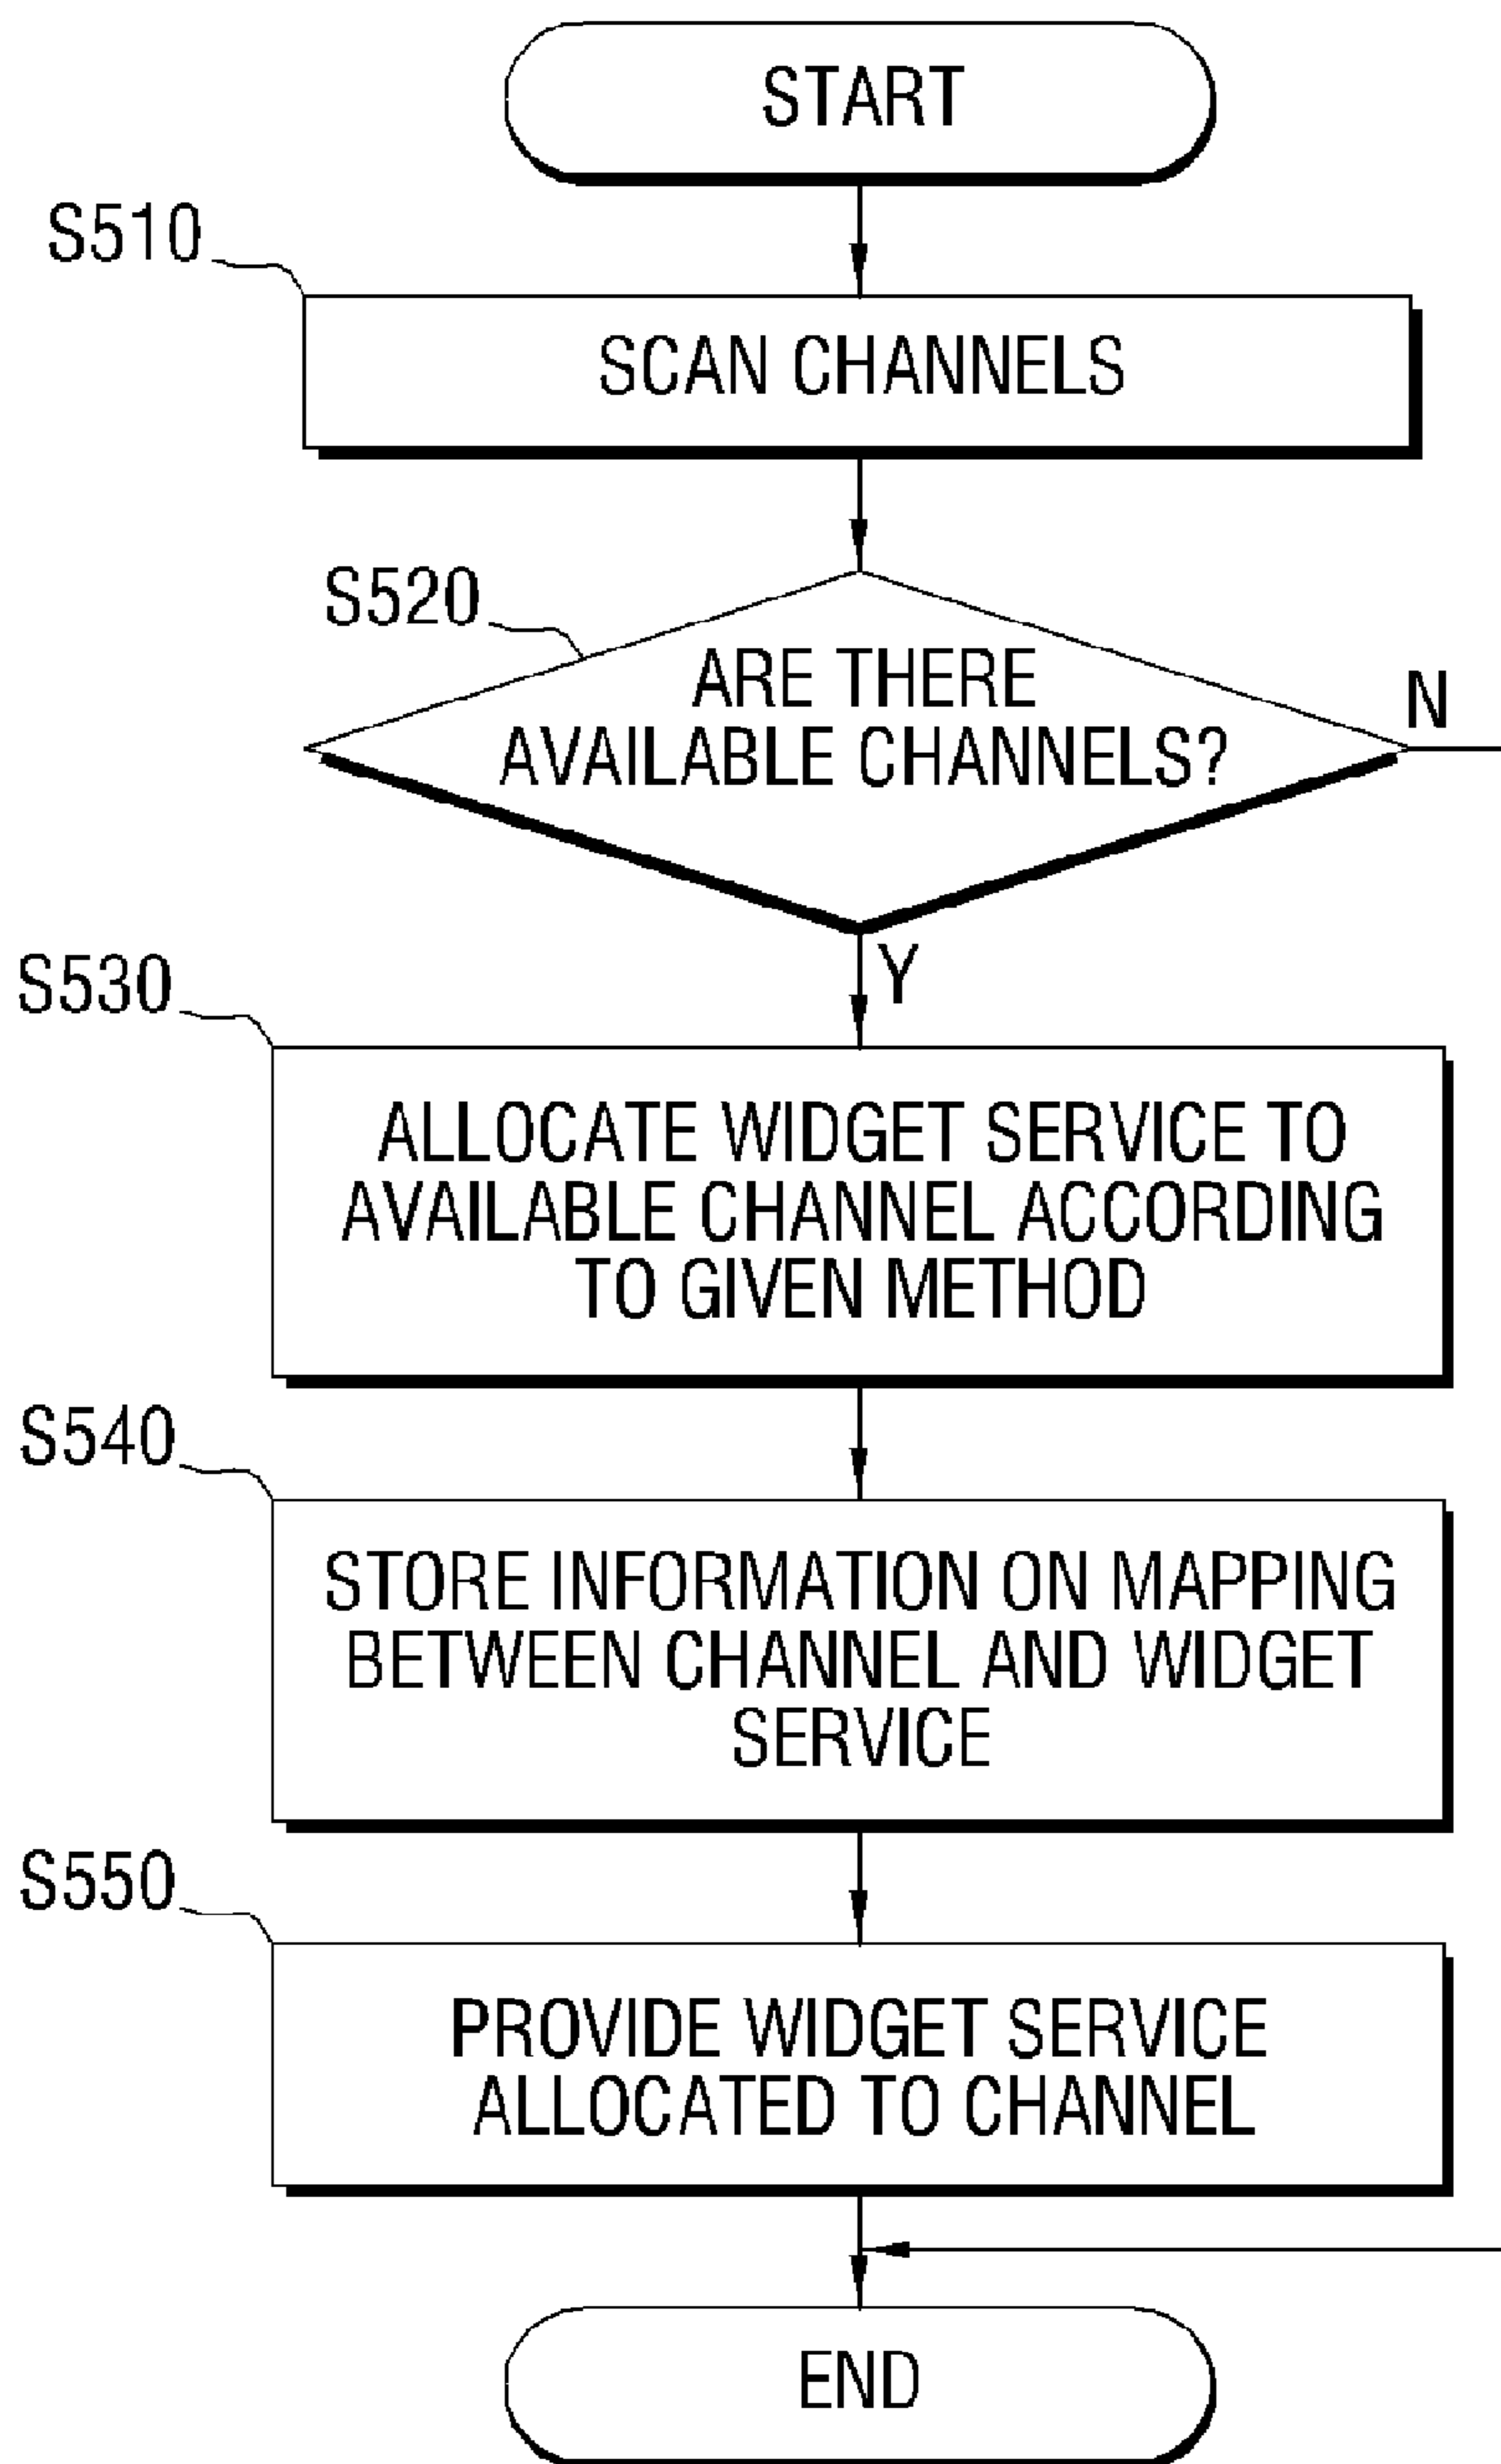 START
S510
SCAN CHANNELS
S520
ARE THERE
AVAILABLE CHANNELS?
N
Y
S530
ALLOCATE WIDGET SERVICE TO
AVAILABLE CHANNEL ACCORDING
TO GIVEN METHOD
S540
STORE INFORMATION ON MAPPING
BETWEEN CHANNEL AND WIDGET
SERVICE
S550
PROVIDE WIDGET SERVICE
ALLOCATED TO CHANNEL
END